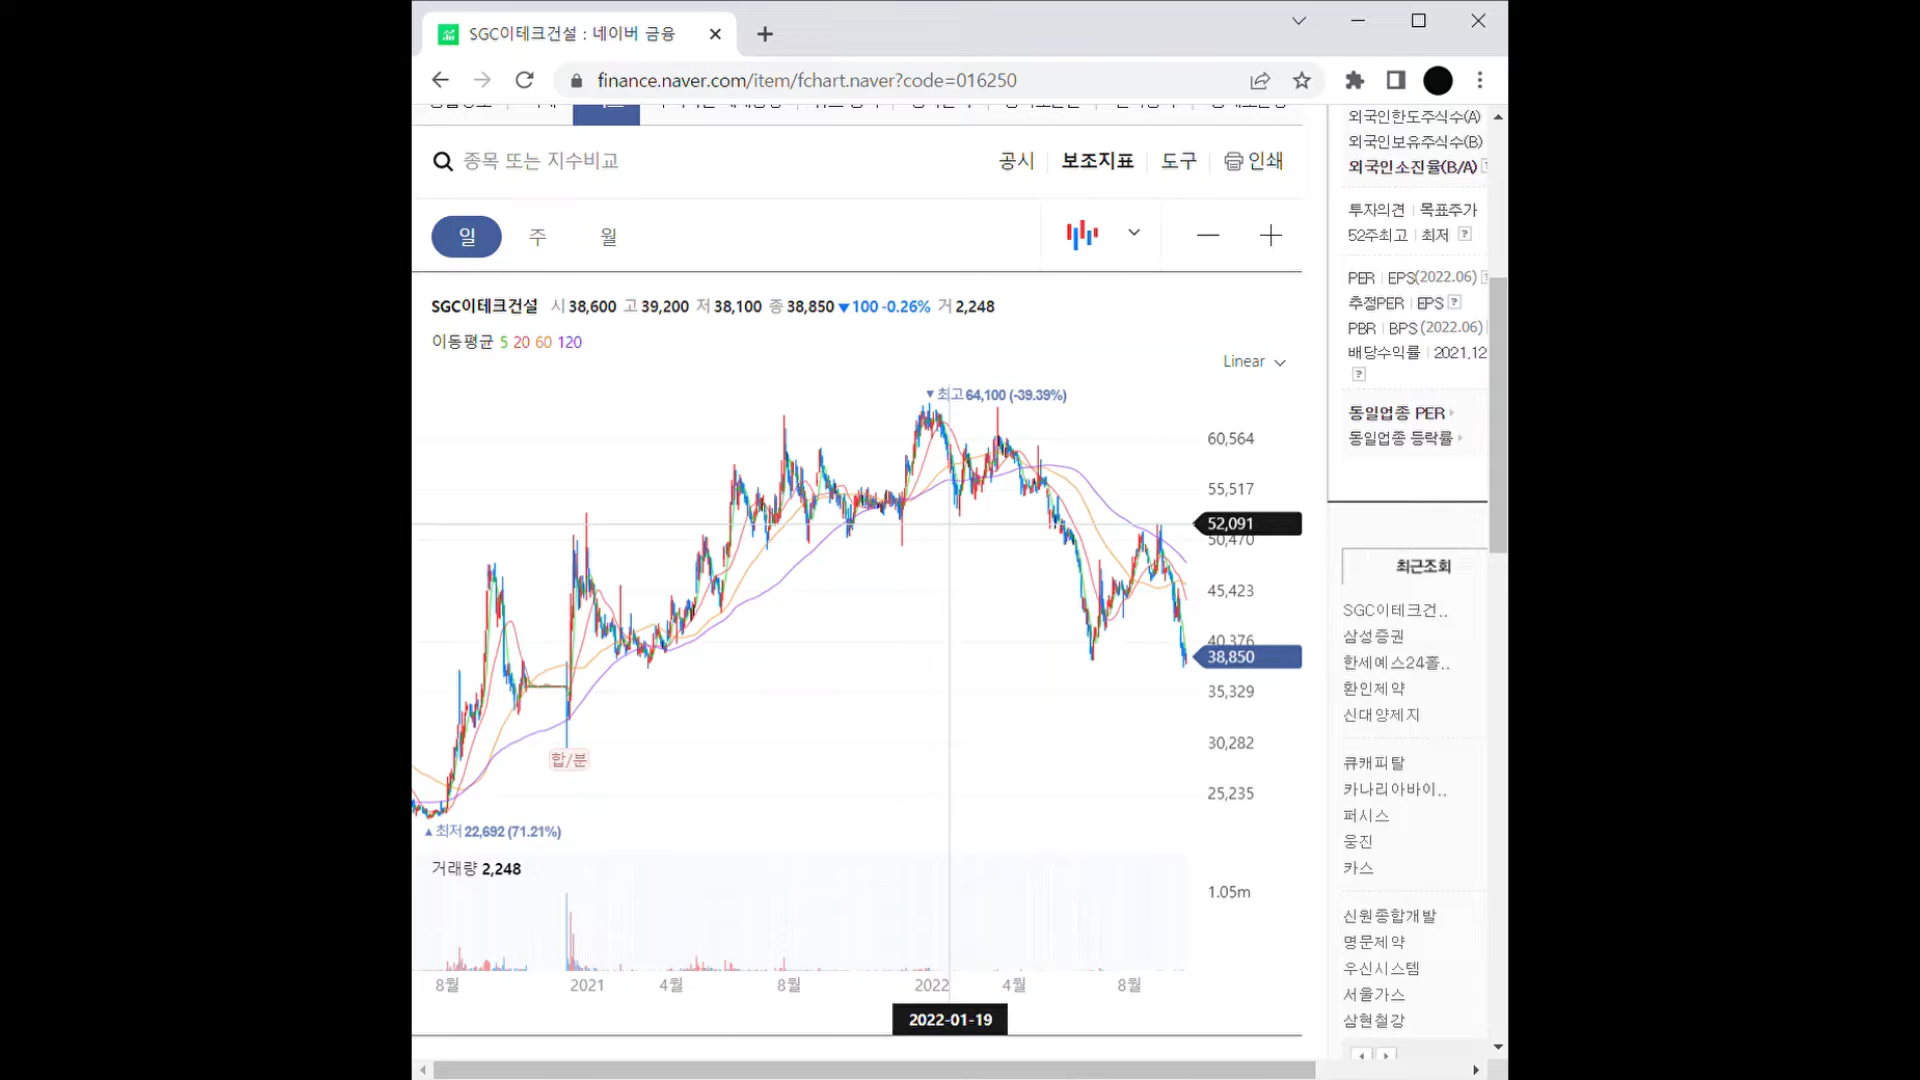 SGC이테크건설 : 네이버 금융
finance.naver.com/item/fchart.naver?code=016250
종목 또는 지수비교
공시 보조지표 도구 인쇄
일 주 월
SGC이테크건설 시 38,600 고 39,200 저 38,100 종 38,850 ▼100 -0.26% 거 2,248
이동평균 5 20 60 120
Linear
▼최고 64,100 (-39.39%)
60,564
55,517
52,091
50,470
45,423
40,376
38,850
35,329
30,282
25,235
합/분
▲최저 22,692 (71.21%)
거래량 2,248
1.05m
8월 2021 4월 8월 2022 4월 8월
2022-01-19
외국인한도주식수(A)
외국인보유주식수(B)
외국인소진율(B/A) ?
투자의견 | 목표주가
52주최고 | 최저 ?
PER | EPS(2022.06) ?
추정PER | EPS ?
PBR | BPS (2022.06)
배당수익률 | 2021.12
?
동일업종 PER
동일업종 등락률
최근조회
SGC이테크건..
삼성증권
한세예스24홀..
환인제약
신대양제지
큐캐피탈
카나리아바이..
퍼시스
웅진
카스
신원종합개발
명문제약
우신시스템
서울가스
삼현철강